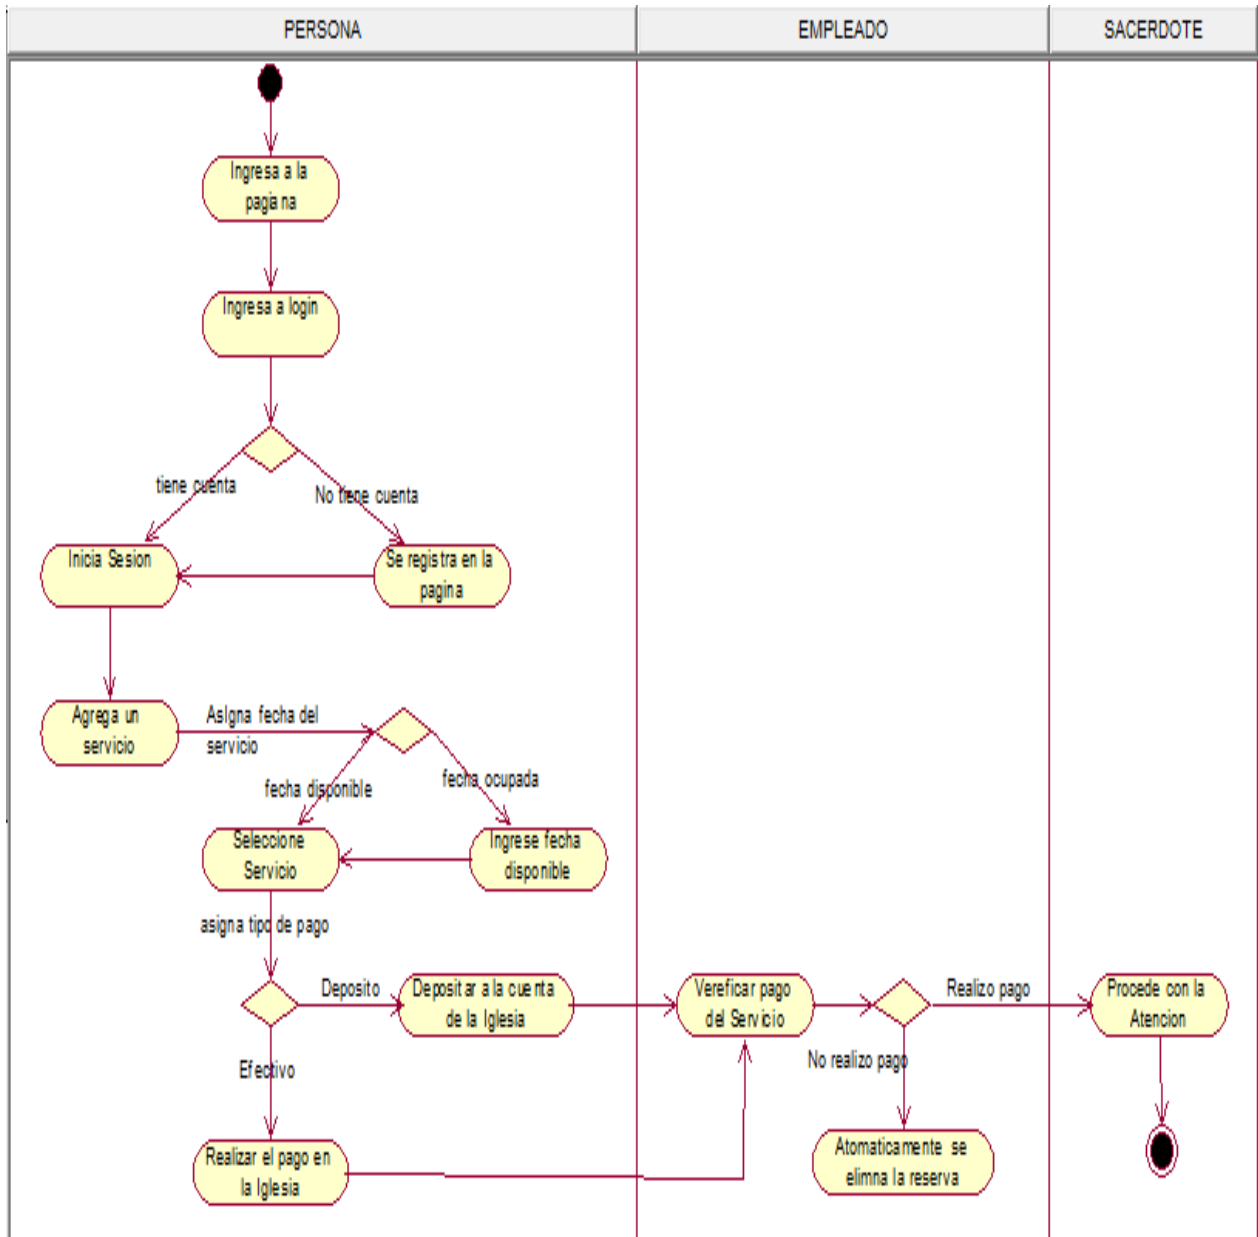 PERSONA
EMPLEADO
SACERDOTE
Ingresa a la
pagiana
Ingresa a login
tiene cuenta
No tiene cuenta
Inicia Sesion
Se registra en la
pagina
Agrega un
servicio
AsIgna fecha del
servicio
fecha disponible
fecha ocupada
Seleccione
Servicio
Ingrese fecha
disponible
asigna tipo de pago
Deposito
Depositar a la cuenta
de la Iglesia
Vereficar pago
del Servicio
Realizo pago
Procede con la
Atencion
No realizo pago
Efectivo
Realizar el pago en
la Iglesia
Atomaticamente se
elimna la reserva